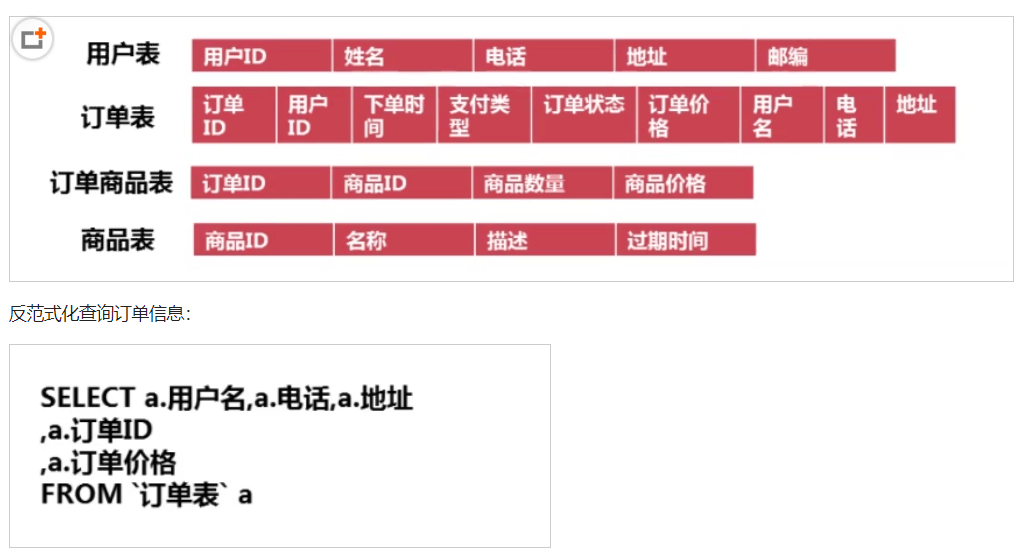 用户表 用户ID 姓名 电话 地址 邮编
订单表 订单ID 用户ID 下单时间 支付类型 订单状态 订单价格 用户名 电话 地址
订单商品表 订单ID 商品ID 商品数量 商品价格
商品表 商品ID 名称 描述 过期时间
反范式化查询订单信息：
SELECT a.用户名,a.电话,a.地址
,a.订单ID
,a.订单价格
FROM `订单表` a